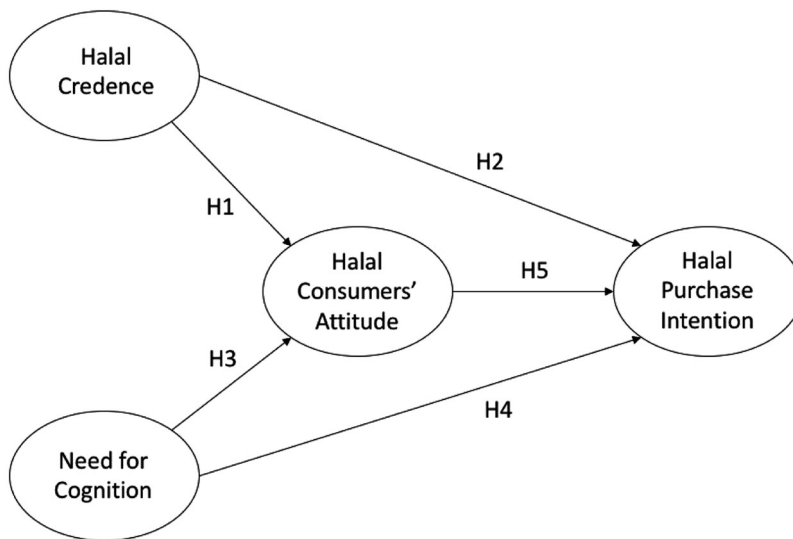 Halal
Credence
H2
H1
Halal
Consumers'
Attitude
H5
Halal
Purchase
Intention
H3
H4
Need for
Cognition